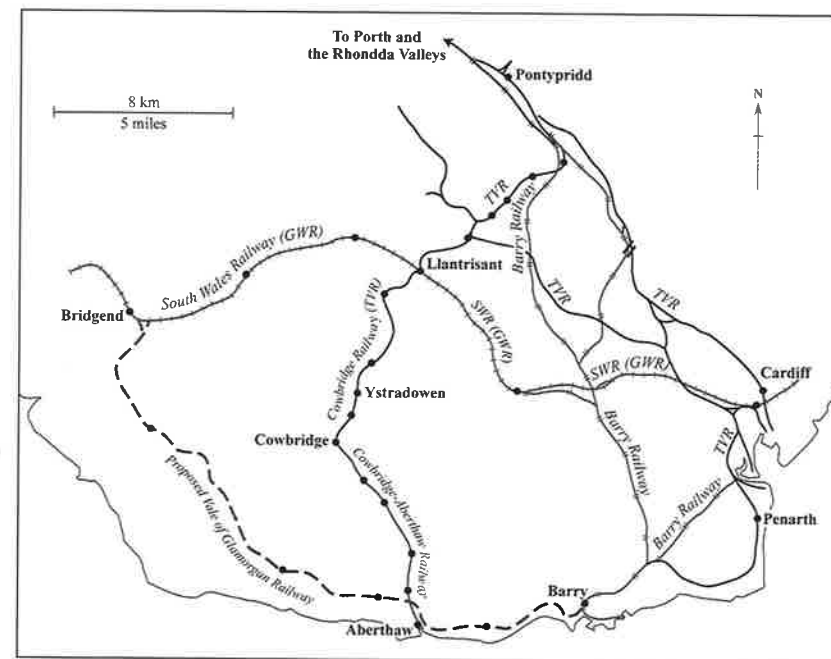 To Porth and
the Rhondda Valleys
Pontypridd
8 km
5 miles
N
TVR
Barry Railway
South Wales Railway (GWR)
Llantrisant
TVR
Bridgend
Cowbridge Railway (TVR)
SWR (GWR)
TVR
SWR (GWR)
Cardiff
Ystradowen
Cowbridge
Barry Railway
TVR
Cowbridge-Aberthaw Railway
Proposed Vale of Glamorgan Railway
Barry Railway
Penarth
Barry
Aberthaw